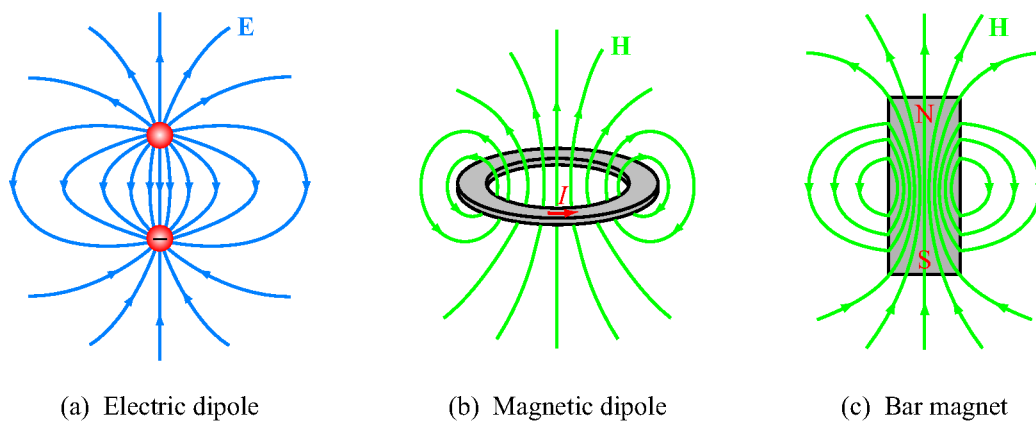 E
H
H
N
I
−
S
(a) Electric dipole
(b) Magnetic dipole
(c) Bar magnet